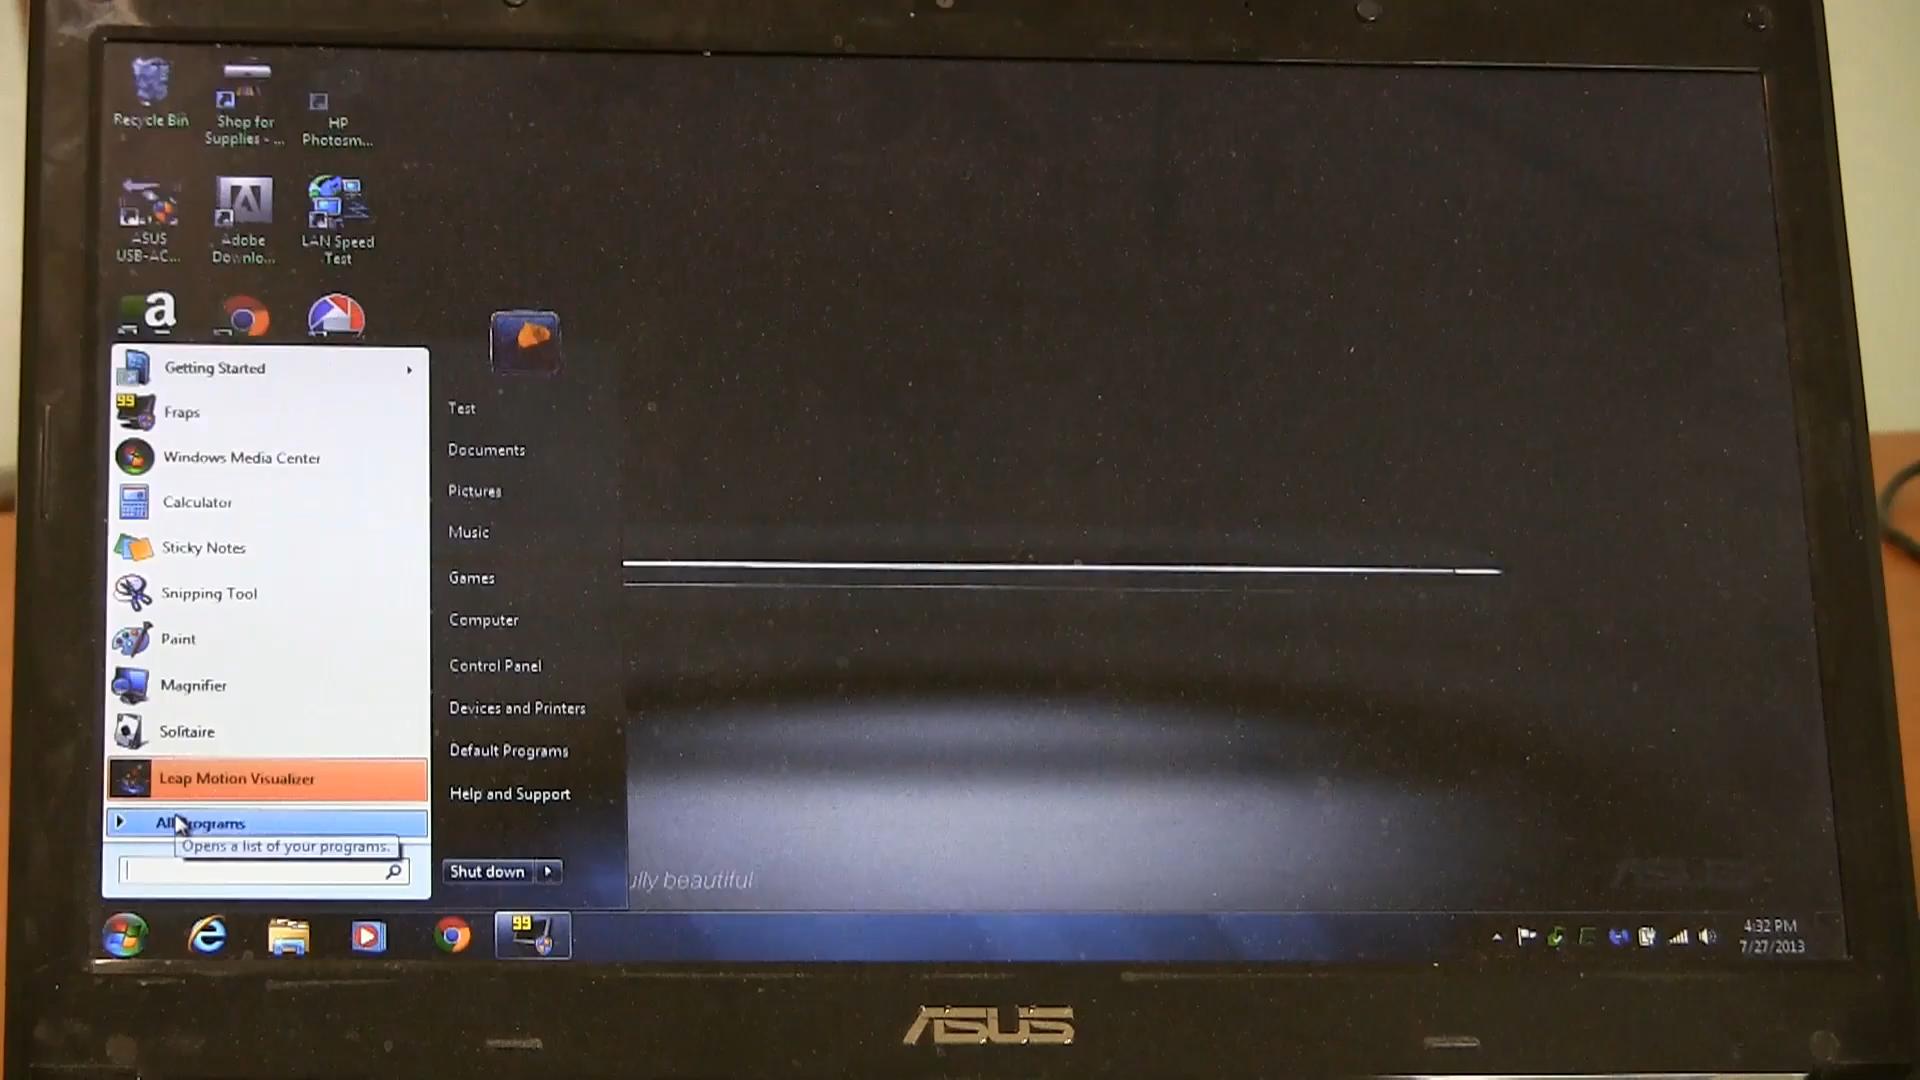 Recycle Bin
Shop for
Supplies - ...
HP
Photosm...
ASUS
USB-AC...
Adobe
Downlo...
LAN Speed
Test
a
Getting Started
99
Fraps
Windows Media Center
Calculator
Sticky Notes
Snipping Tool
Paint
Magnifier
Solitaire
Leap Motion Visualizer
Opens a list of your programs.
Test
Documents
Pictures
Music
Games
Computer
Control Panel
Devices and Printers
Default Programs
Help and Support
Shut down
beautiful
ASUS
99
4:32 PM
7/27/2013
ASUS